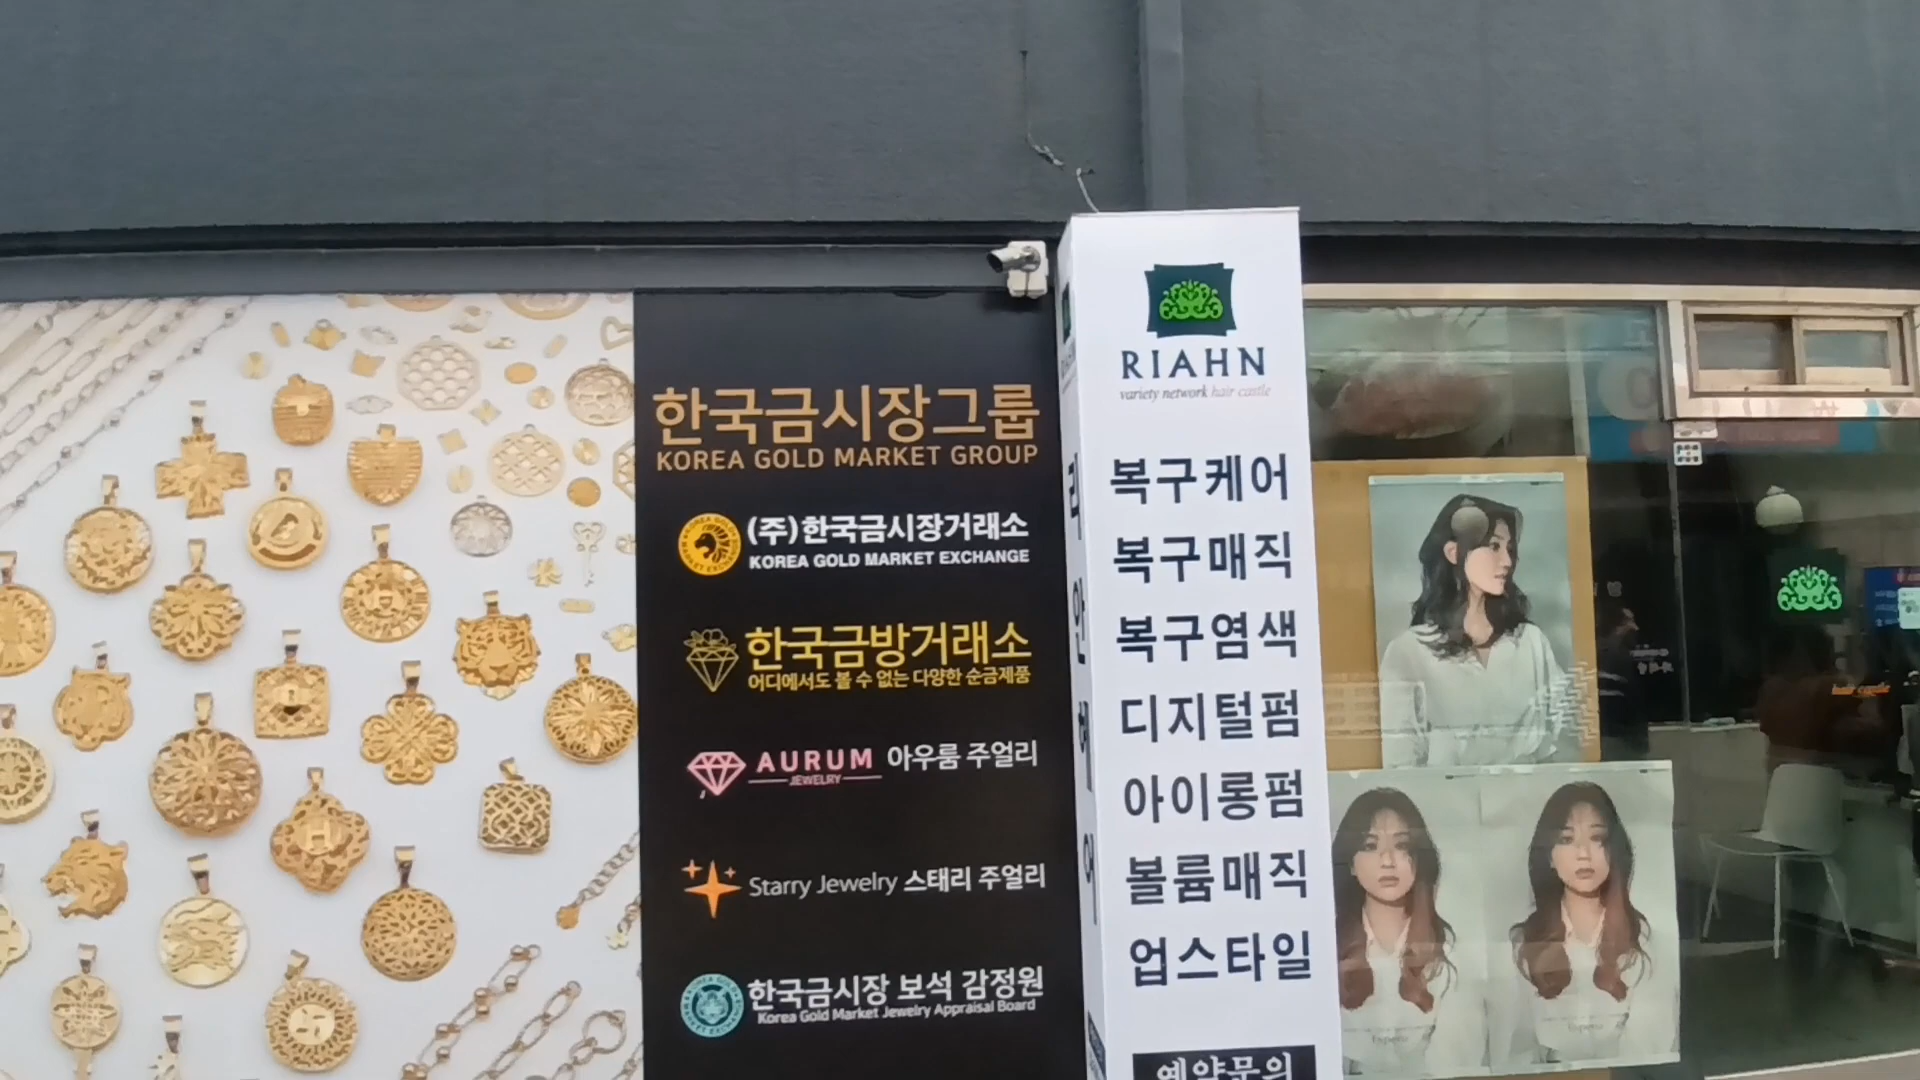 한국금시장그룹
KOREA GOLD MARKET GROUP
(주)한국금시장거래소
KOREA GOLD MARKET EXCHANGE
한국금방거래소
어디에서도 볼 수 없는 다양한 순금제품
AURUM 아우룸 주얼리
JEWELRY
Starry Jewelry 스태리 주얼리
한국금시장 보석 감정원
Korea Gold Market Jewelry Appraisal Board
리안헤어
RIAHN
variety network hair castle
복구케어
복구매직
복구염색
디지털펌
아이롱펌
볼륨매직
업스타일
예약문의
hair castle